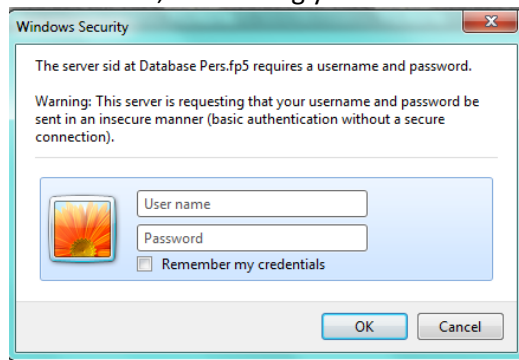 Windows Security
The server sid at Database Pers.fp5 requires a username and password.
Warning: This server is requesting that your username and password be
sent in an insecure manner (basic authentication without a secure
connection).
User name
Password
Remember my credentials
OK
Cancel